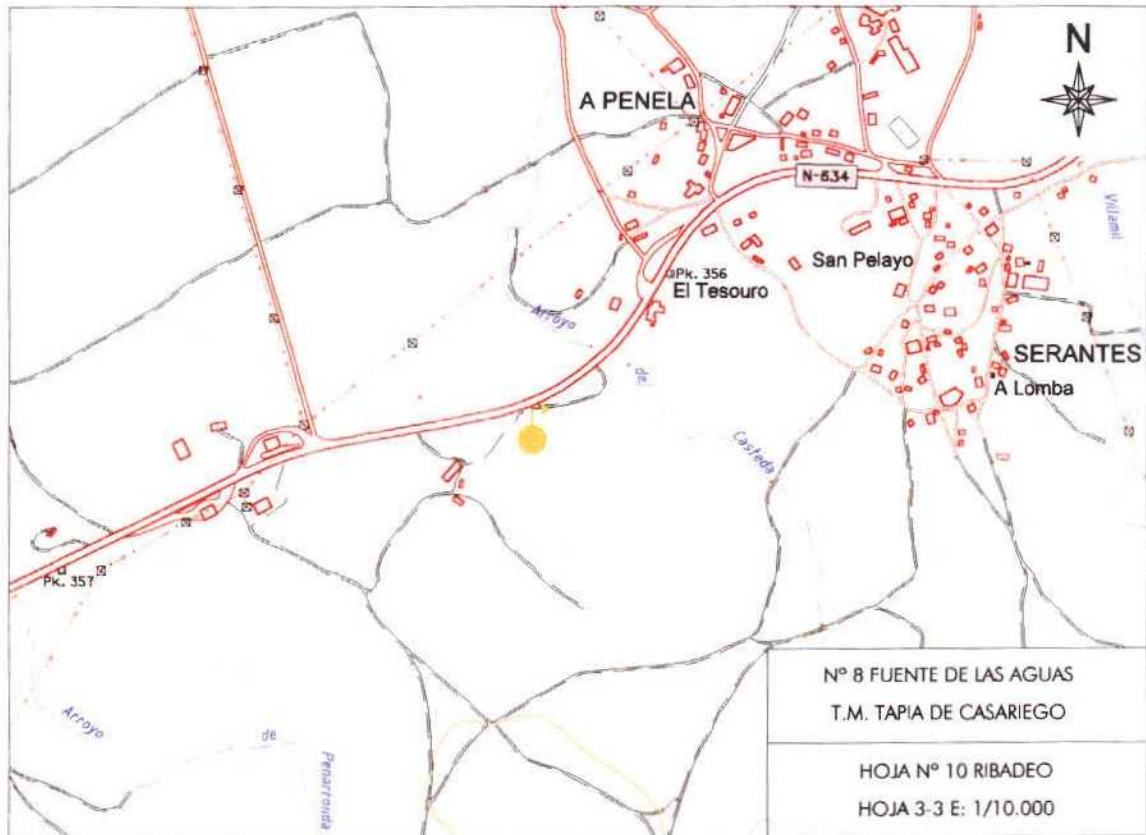 N
A PENELA
N-634
Villamil
San Pelayo
Pk. 356
El Tesouro
Arroyo
de
Casteda
SERANTES
A Lomba
Pk. 357
Arroyo
de
Penarronda
Nº 8 FUENTE DE LAS AGUAS
T.M. TAPIA DE CASARIEGO
HOJA Nº 10 RIBADEO
HOJA 3-3 E: 1/10.000